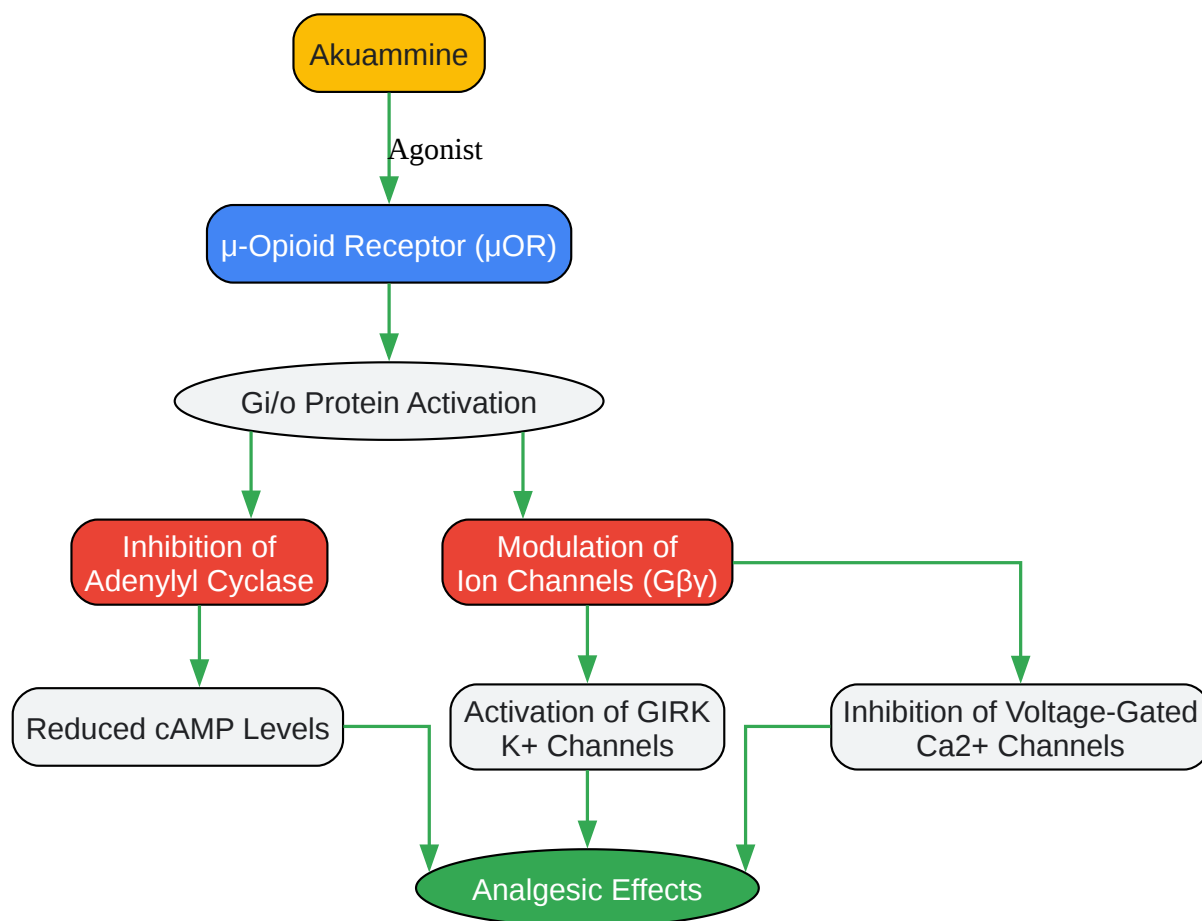 Akuammine
Agonist
μ-Opioid Receptor (μOR)
Gi/o Protein Activation
Inhibition of
Adenylyl Cyclase
Modulation of
Ion Channels (Gβγ)
Reduced cAMP Levels
Activation of GIRK
K+ Channels
Inhibition of Voltage-Gated
Ca2+ Channels
Analgesic Effects